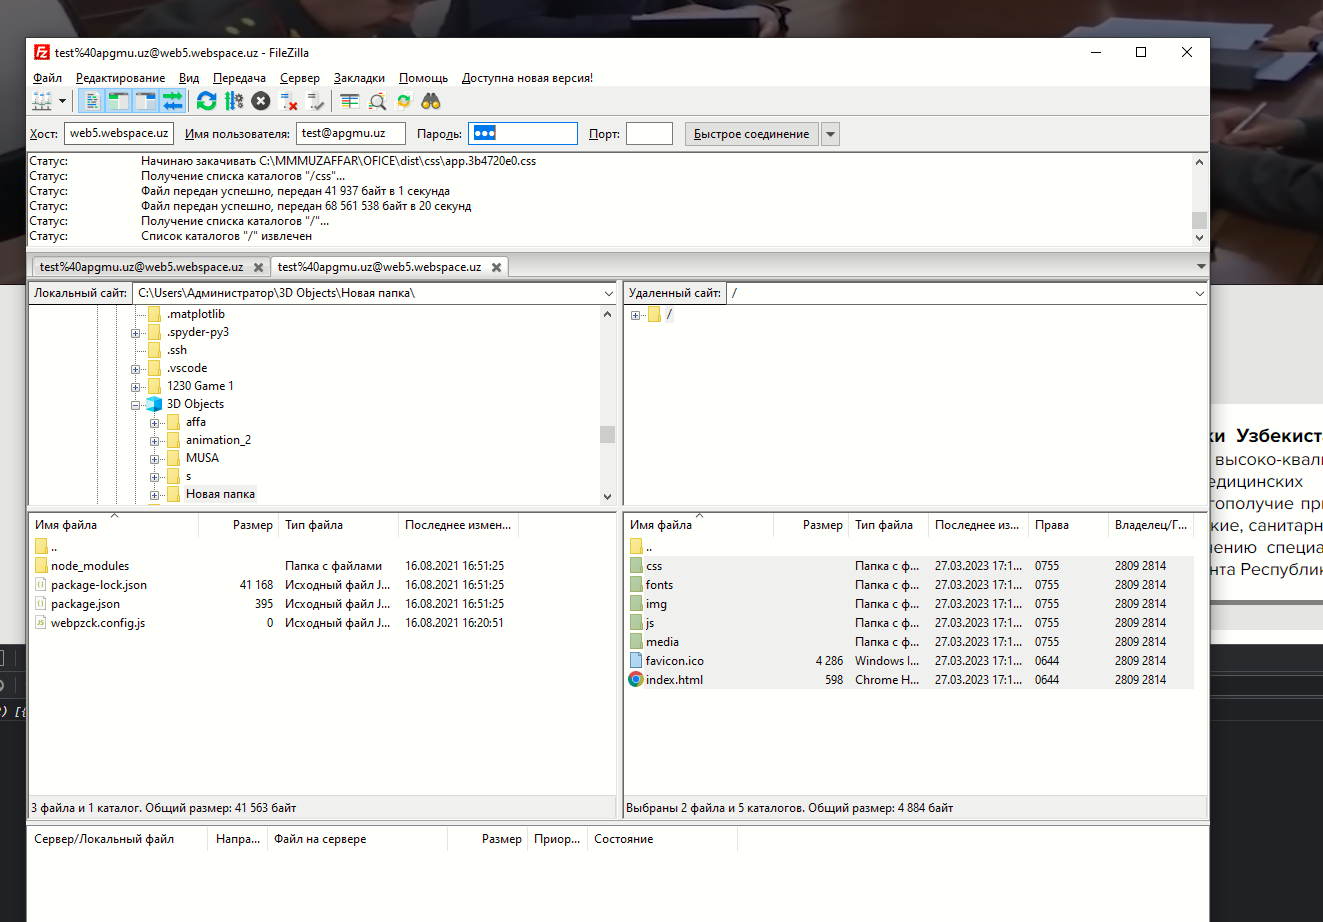 test%40apgmu.uz@web5.webspace.uz - FileZilla
Файл Редактирование Вид Передача Сервер Закладки Помощь Доступна новая версия!
Хост: web5.webspace.uz Имя пользователя: test@apgmu.uz Пароль: ●●● Порт: Быстрое соединение
Статус: Начинаю закачивать C:\MMMUZAFFAR\OFICE\dist\css\app.3b4720e0.css
Статус: Получение списка каталогов "/css"...
Статус: Файл передан успешно, передан 41 937 байт в 1 секунда
Статус: Файл передан успешно, передан 68 561 538 байт в 20 секунд
Статус: Получение списка каталогов "/"...
Статус: Список каталогов "/" извлечен
test%40apgmu.uz@web5.webspace.uz test%40apgmu.uz@web5.webspace.uz
Локальный сайт: C:\Users\Администратор\3D Objects\Новая папка\
.matplotlib
.spyder-py3
.ssh
.vscode
1230 Game 1
3D Objects
affa
animation_2
MUSA
s
Новая папка
Удаленный сайт: /
/
Имя файла Размер Тип файла Последнее измен...
..
node_modules Папка с файлами 16.08.2021 16:51:25
package-lock.json 41 168 Исходный файл J... 16.08.2021 16:51:25
package.json 395 Исходный файл J... 16.08.2021 16:51:25
webpzck.config.js 0 Исходный файл J... 16.08.2021 16:20:51
3 файла и 1 каталог. Общий размер: 41 563 байт
Имя файла Размер Тип файла Последнее из... Права Владелец/Г...
..
css Папка с ф... 27.03.2023 17:1... 0755 2809 2814
fonts Папка с ф... 27.03.2023 17:1... 0755 2809 2814
img Папка с ф... 27.03.2023 17:1... 0755 2809 2814
js Папка с ф... 27.03.2023 17:1... 0755 2809 2814
media Папка с ф... 27.03.2023 17:1... 0755 2809 2814
favicon.ico 4 286 Windows I... 27.03.2023 17:1... 0644 2809 2814
index.html 598 Chrome H... 27.03.2023 17:1... 0644 2809 2814
Выбраны 2 файла и 5 каталогов. Общий размер: 4 884 байт
Сервер/Локальный файл Напра... Файл на сервере Размер Приор... Состояние
ки Узбекист
высоко-квал
едицинских
гополучие пр
кие, санитарн
ению специа
нта Республик
) [{